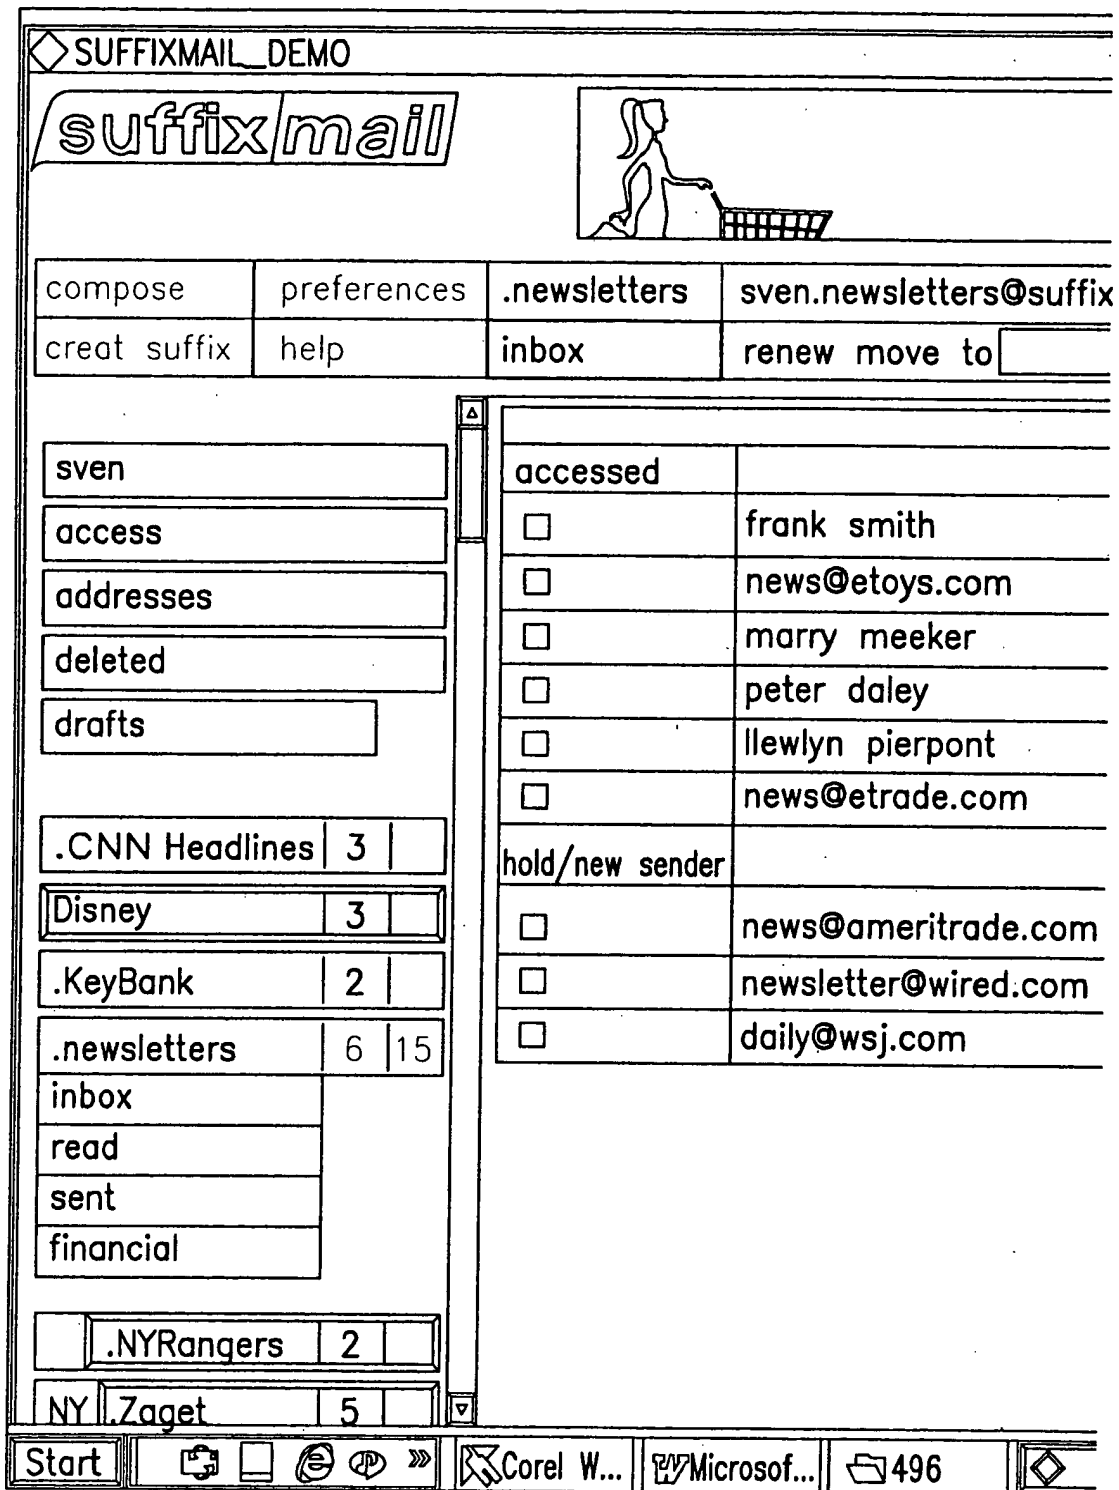 SUFFIXMAIL_DEMO
suffix/mail
compose preferences .newsletters sven.newsletters@suffix
creat suffix help inbox renew move to
sven
access
addresses
deleted
drafts
.CNN Headlines 3
Disney 3
.KeyBank 2
.newsletters 6 15
inbox
read
sent
financial
.NYRangers 2
NY .Zaget 5
accessed
frank smith
news@etoys.com
marry meeker
peter daley
llewlyn pierpont
news@etrade.com
hold/new sender
news@ameritrade.com
newsletter@wired.com
daily@wsj.com
Start Corel W... Microsof... 496